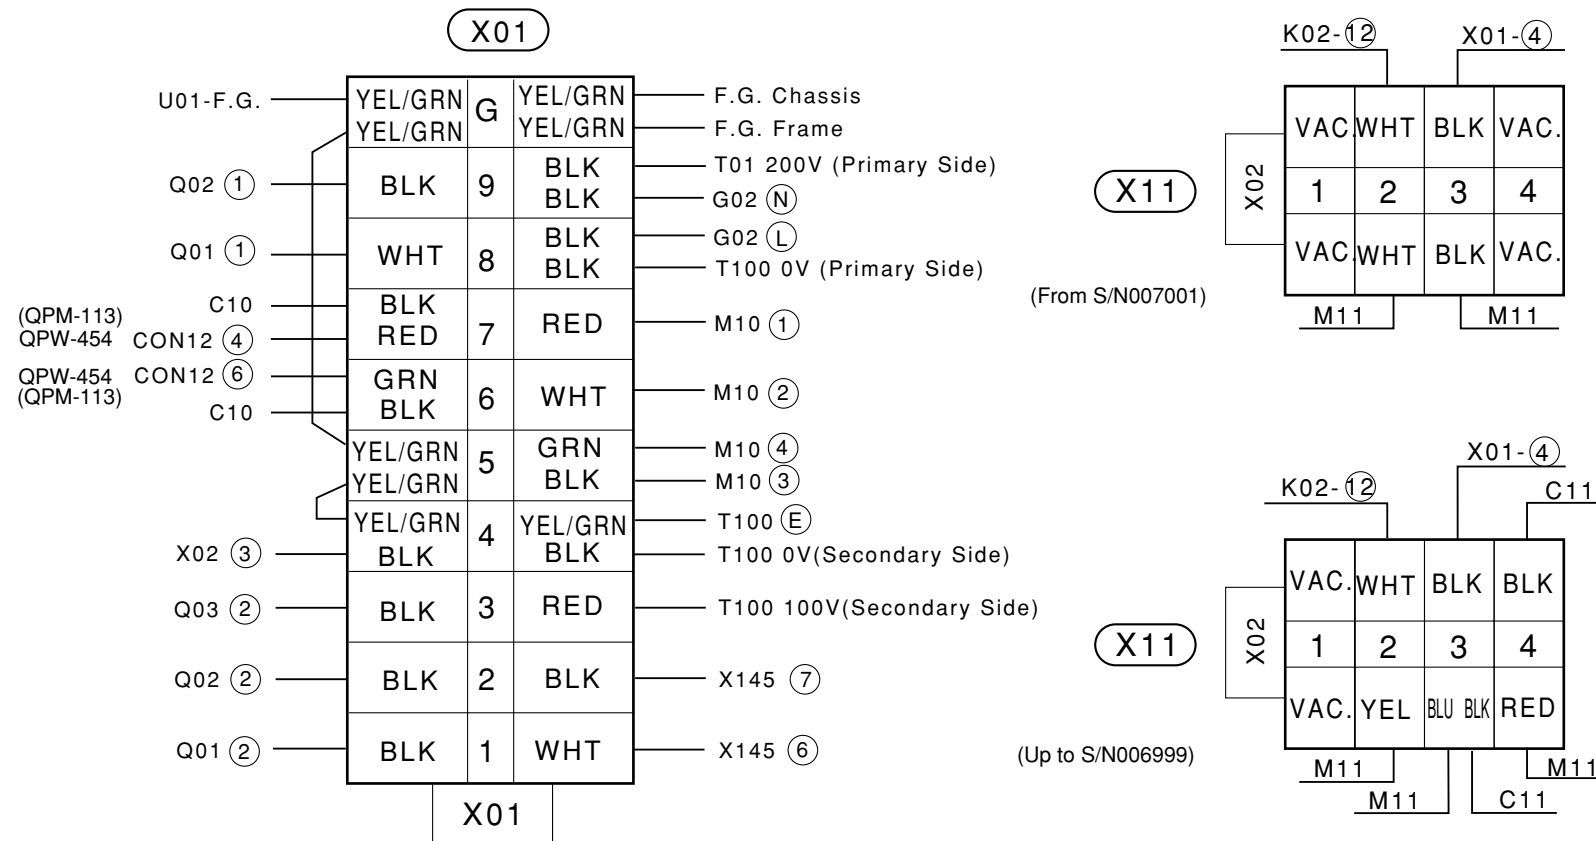 X01
U01-F.G. YEL/GRN G YEL/GRN F.G. Chassis
YEL/GRN YEL/GRN F.G. Frame
Q02 1 BLK 9 BLK T01 200V (Primary Side)
BLK G02 N
Q01 1 WHT 8 BLK G02 L
BLK T100 0V (Primary Side)
C10 BLK
(QPM-113)
QPW-454 CON12 4 RED 7 RED M10 1
QPW-454 CON12 6 GRN
(QPM-113)
C10 BLK 6 WHT M10 2
YEL/GRN 5 GRN M10 4
YEL/GRN BLK M10 3
YEL/GRN 4 YEL/GRN T100 E
X02 3 BLK BLK T100 0V(Secondary Side)
Q03 2 BLK 3 RED T100 100V(Secondary Side)
Q02 2 BLK 2 BLK X145 7
Q01 2 BLK 1 WHT X145 6
X01
K02-12 X01-4
VAC. WHT BLK VAC.
X11 X02 1 2 3 4
VAC. WHT BLK VAC.
(From S/N007001)
M11 M11
X01-4
K02-12 C11
VAC. WHT BLK BLK
X11 X02 1 2 3 4
VAC. YEL BLU BLK RED
(Up to S/N006999)
M11 M11
M11 C11